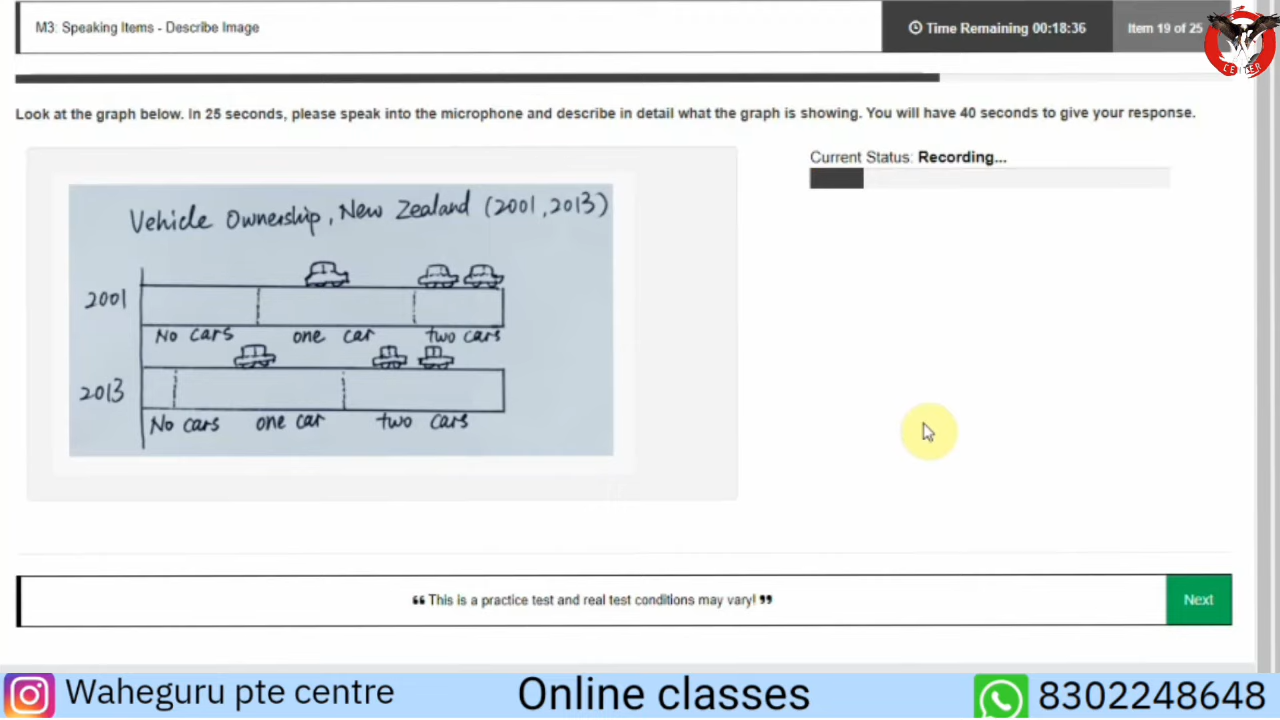 M3: Speaking Items - Describe Image
Time Remaining 00:18:36
Item 19 of 25
CENTER
Look at the graph below. In 25 seconds, please speak into the microphone and describe in detail what the graph is showing. You will have 40 seconds to give your response.
Current Status: Recording...
Vehicle Ownership, New Zealand (2001, 2013)
2001
No cars one car two cars
2013
No cars one car two cars
❝ This is a practice test and real test conditions may vary! ❞
Next
Waheguru pte centre
Online classes
8302248648